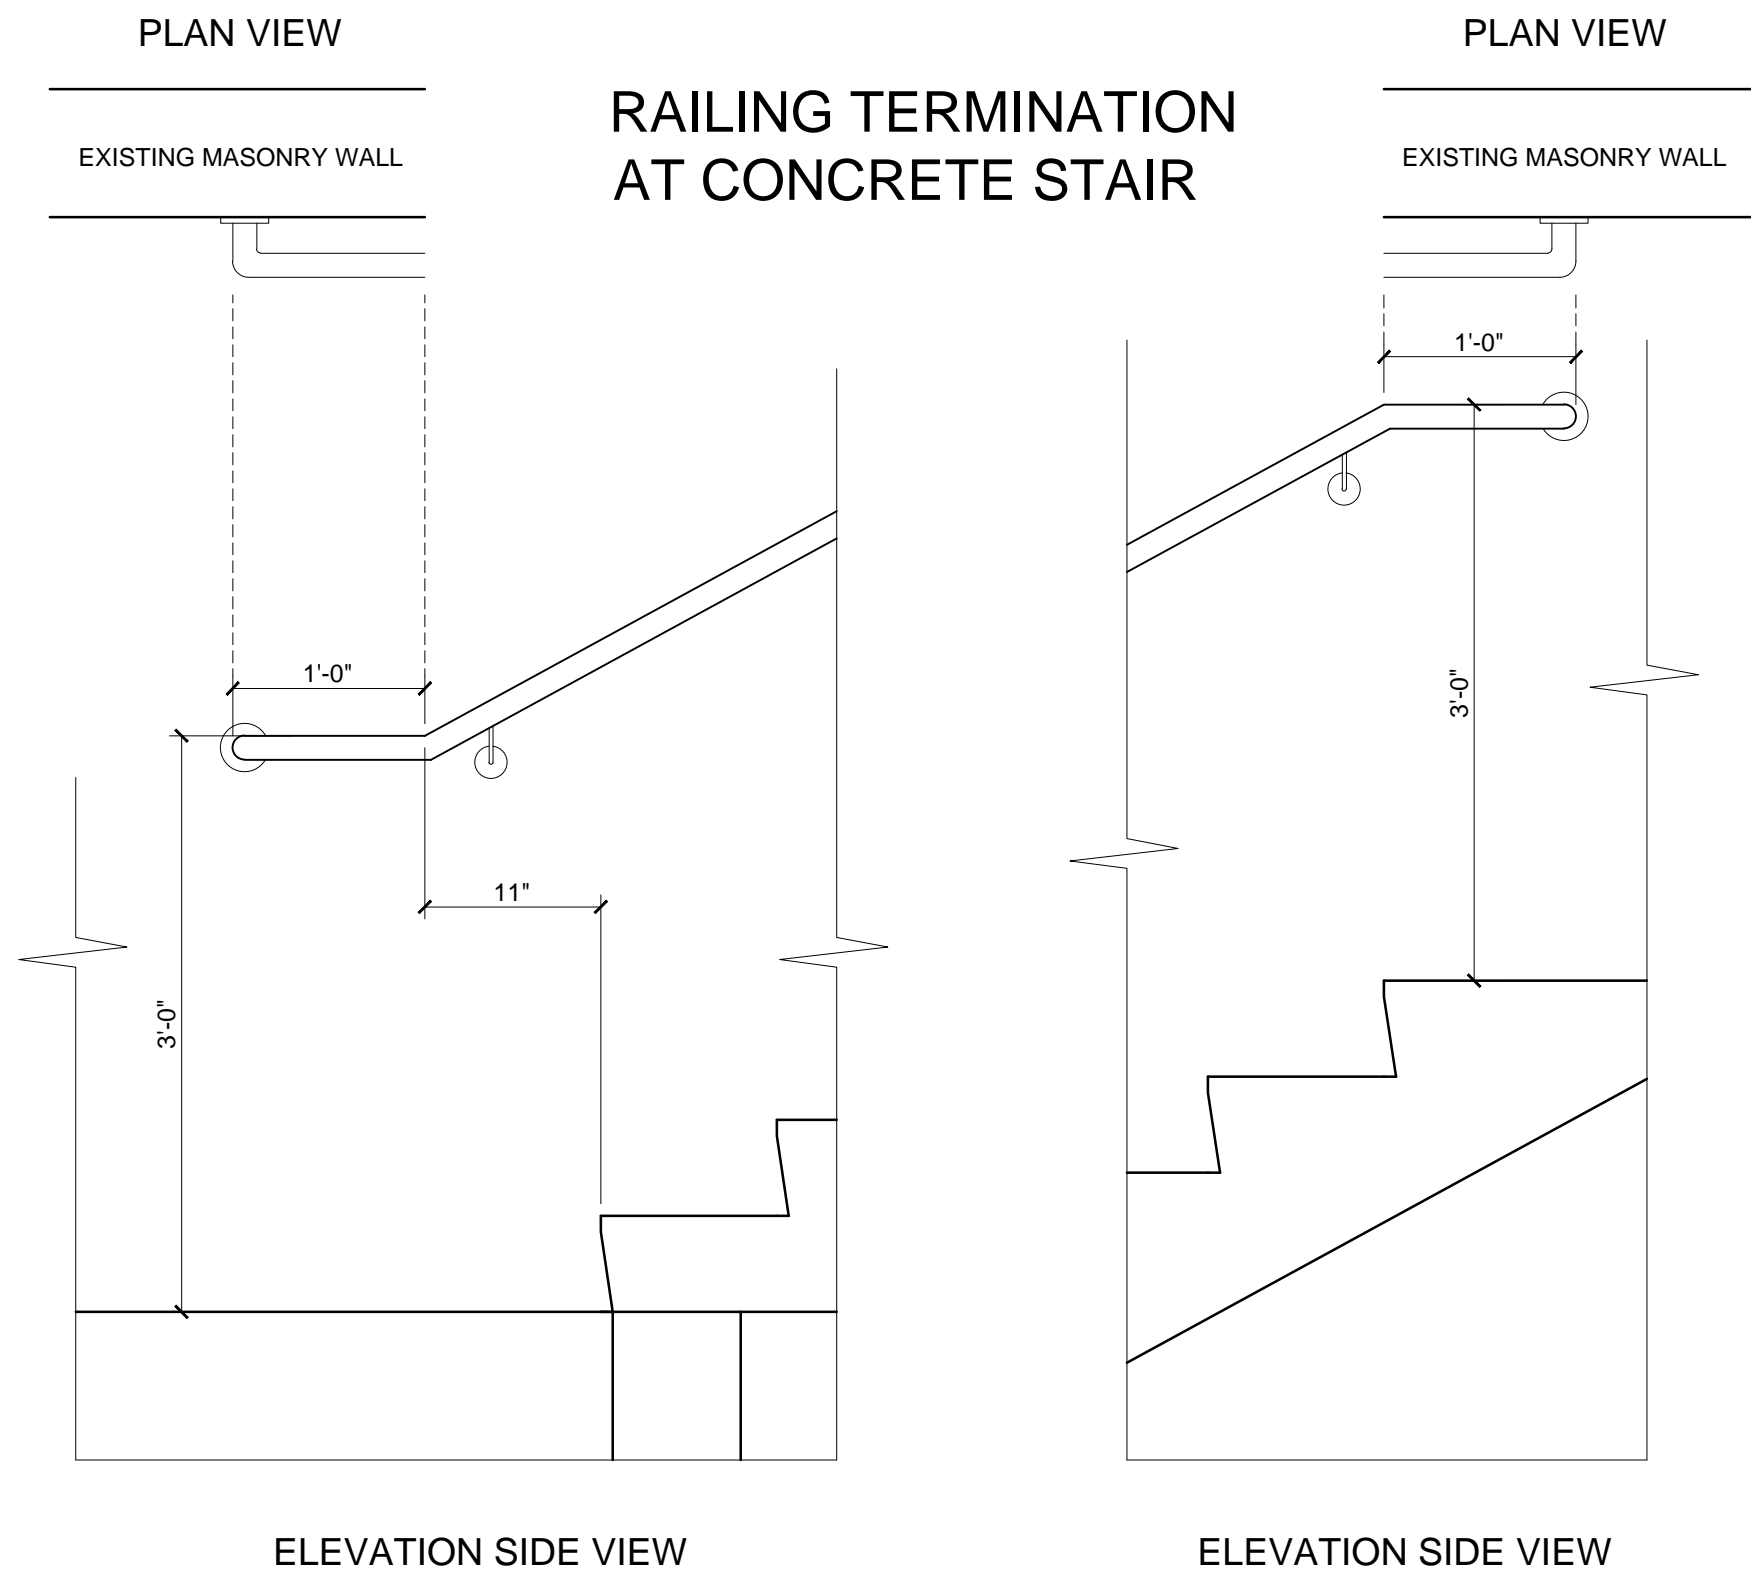 PLAN VIEW
PLAN VIEW
RAILING TERMINATION
AT CONCRETE STAIR
EXISTING MASONRY WALL
EXISTING MASONRY WALL
1'-0"
1'-0"
3'-0"
11"
3'-0"
ELEVATION SIDE VIEW
ELEVATION SIDE VIEW